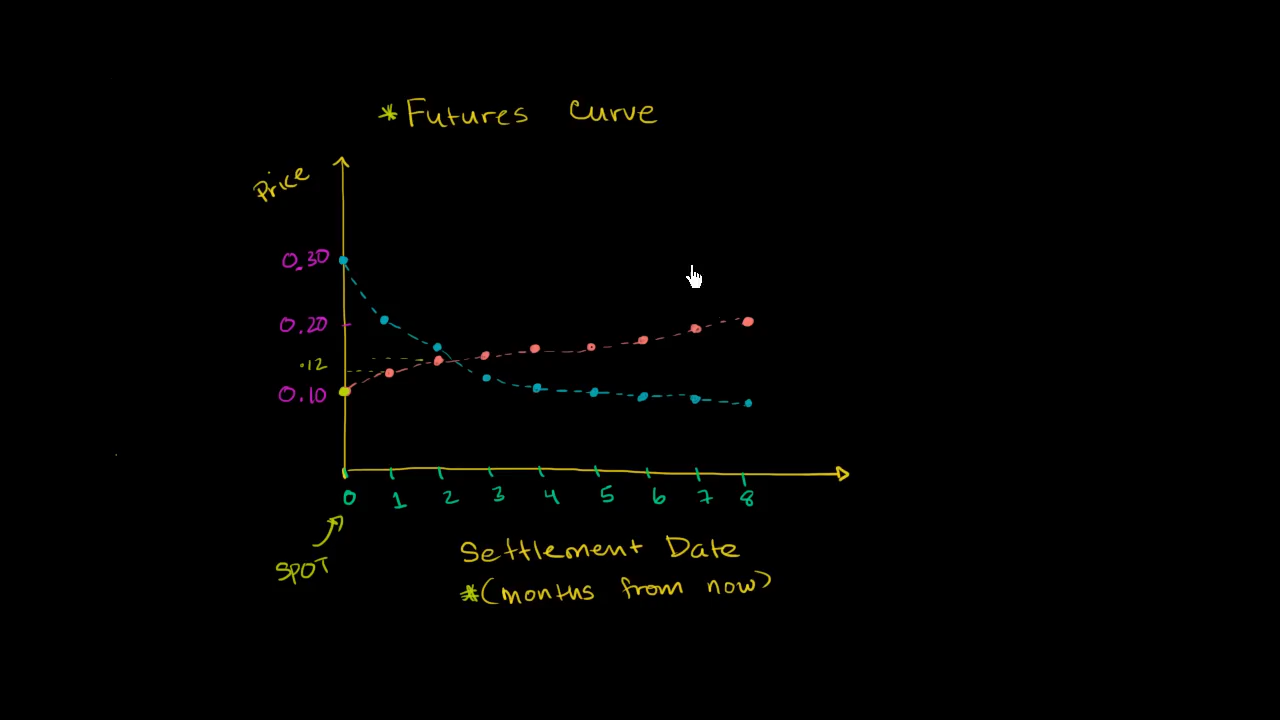 *Futures Curve
Price
0.30
0.20
.12
0.10
0 1 2 3 4 5 6 7 8
SPOT
Settlement Date
*(months from now)